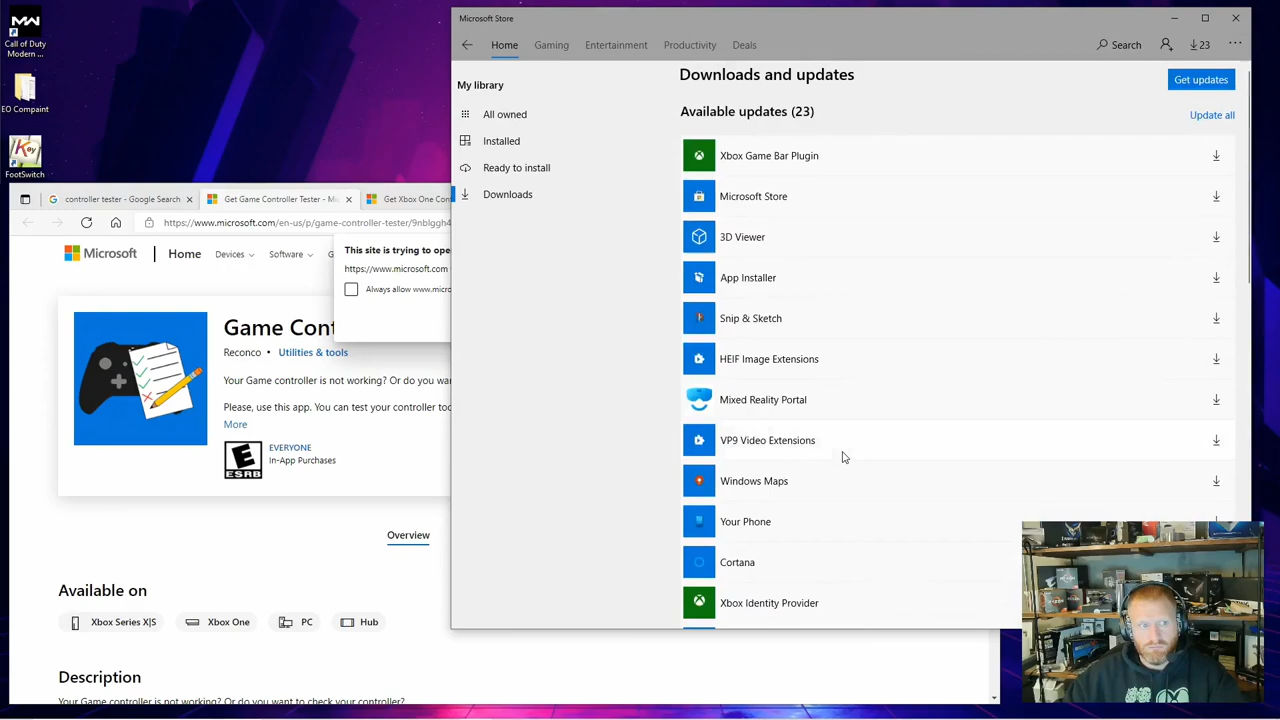 Call of Duty
Modern ...
EO Compaint
Key
FootSwitch
controller tester - Google Search
Get Game Controller Tester - Mi
Get Xbox One Con
https://www.microsoft.com/en-us/p/game-controller-tester/9nblggh4
Microsoft
Home
Devices
Software
This site is trying to ope
https://www.microsoft.com
Always allow www.micro
Game Cont
Reconco
Utilities & tools
Your Game controller is not working? Or do you wa
Please, use this app. You can test your controller too
More
E
ESRB
EVERYONE
In-App Purchases
Overview
Available on
Xbox Series X|S
Xbox One
PC
Hub
Description
Your Game controller is not working? Or do you want to check your controller?
Microsoft Store
Home
Gaming
Entertainment
Productivity
Deals
Search
23
My library
All owned
Installed
Ready to install
Downloads
Downloads and updates
Get updates
Available updates (23)
Update all
Xbox Game Bar Plugin
Microsoft Store
3D Viewer
App Installer
Snip & Sketch
HEIF Image Extensions
Mixed Reality Portal
VP9 Video Extensions
Windows Maps
Your Phone
Cortana
Xbox Identity Provider